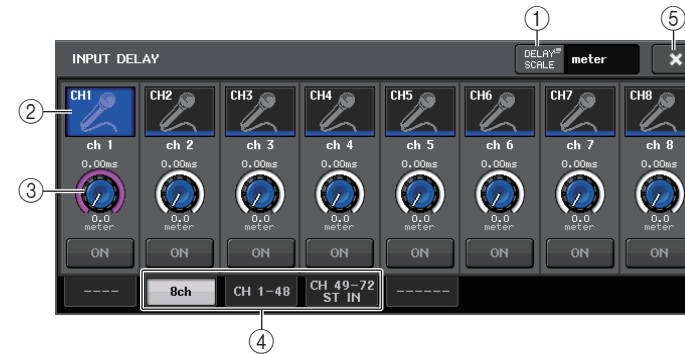 ①
⑤
INPUT DELAY
DELAY
SCALE
meter
×
②
CH1
CH2
CH3
CH4
CH5
CH6
CH7
CH8
ch 1
ch 2
ch 3
ch 4
ch 5
ch 6
ch 7
ch 8
③
0.00ms
0.00ms
0.00ms
0.00ms
0.00ms
0.00ms
0.00ms
0.00ms
0.0
0.0
0.0
0.0
0.0
0.0
0.0
0.0
meter
meter
meter
meter
meter
meter
meter
meter
ON
ON
ON
ON
ON
ON
ON
ON
----
8ch
CH 1-48
CH 49-72
ST IN
------
④